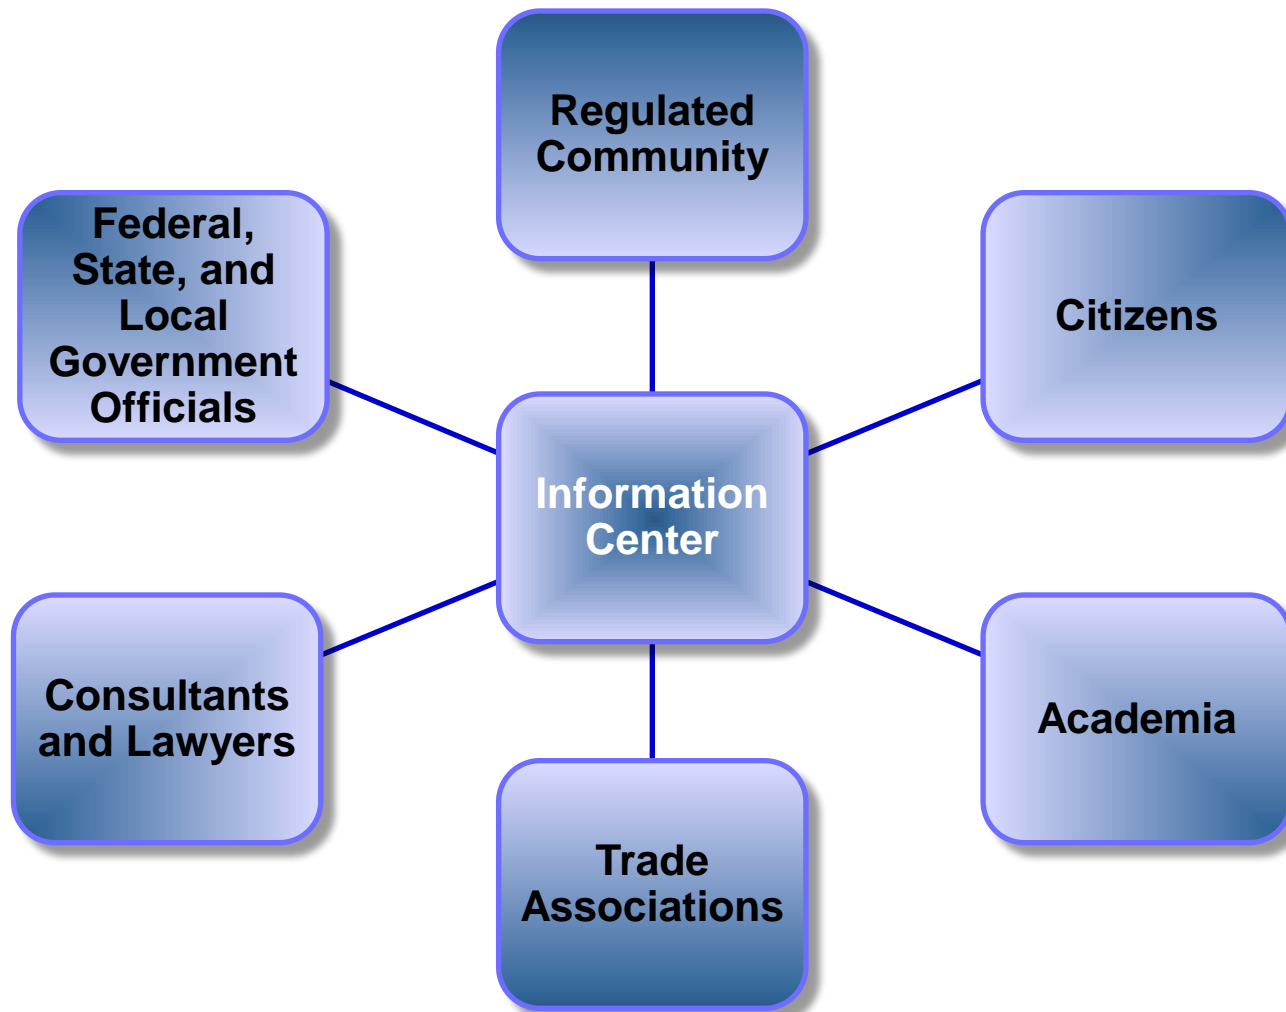 Regulated
Community
Federal,
State, and
Local
Government
Officials
Citizens
Information
Center
Consultants
and Lawyers
Academia
Trade
Associations